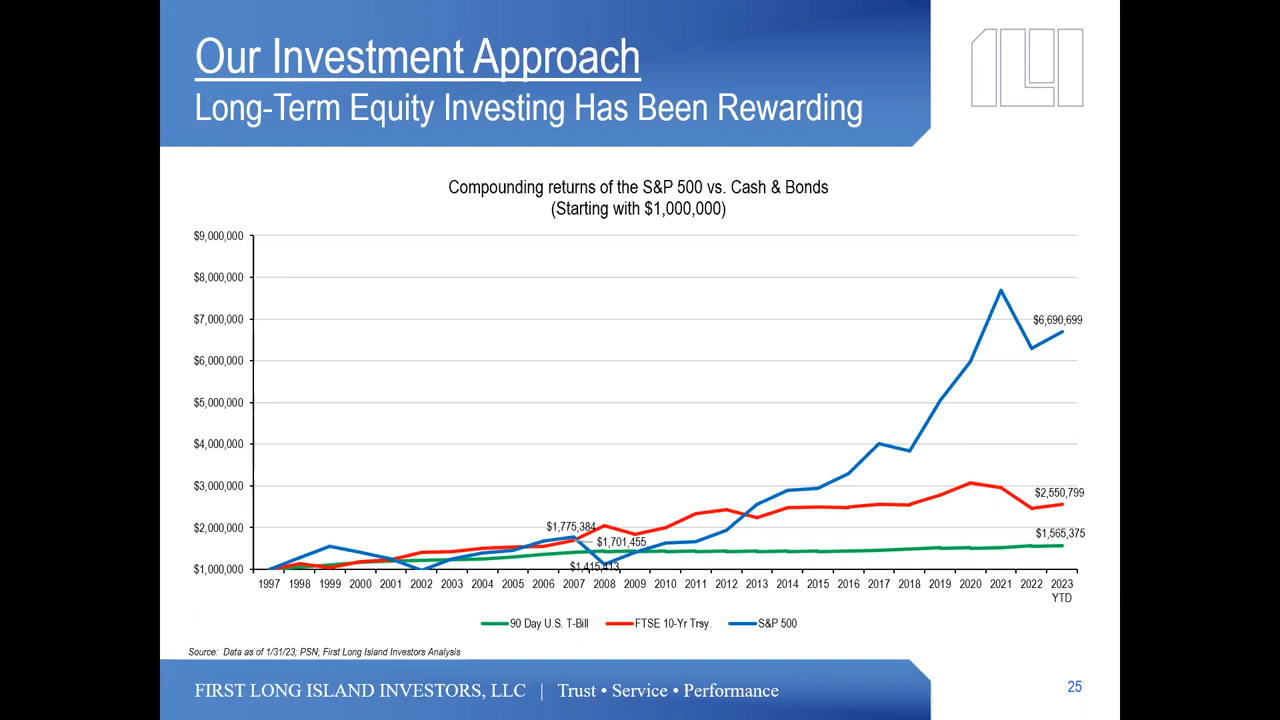 Our Investment Approach
Long-Term Equity Investing Has Been Rewarding
Compounding returns of the S&P 500 vs. Cash & Bonds
(Starting with $1,000,000)
$9,000,000
$8,000,000
$7,000,000
$6,000,000
$5,000,000
$4,000,000
$3,000,000
$2,000,000
$1,000,000
$6,690,699
$2,550,799
$1,565,375
$1,775,384
$1,701,455
$1,415,413
1997 1998 1999 2000 2001 2002 2003 2004 2005 2006 2007 2008 2009 2010 2011 2012 2013 2014 2015 2016 2017 2018 2019 2020 2021 2022 2023
YTD
90 Day U.S. T-Bill FTSE 10-Yr Trsy. S&P 500
Source: Data as of 1/31/23; PSN; First Long Island Investors Analysis
FIRST LONG ISLAND INVESTORS, LLC | Trust • Service • Performance
25